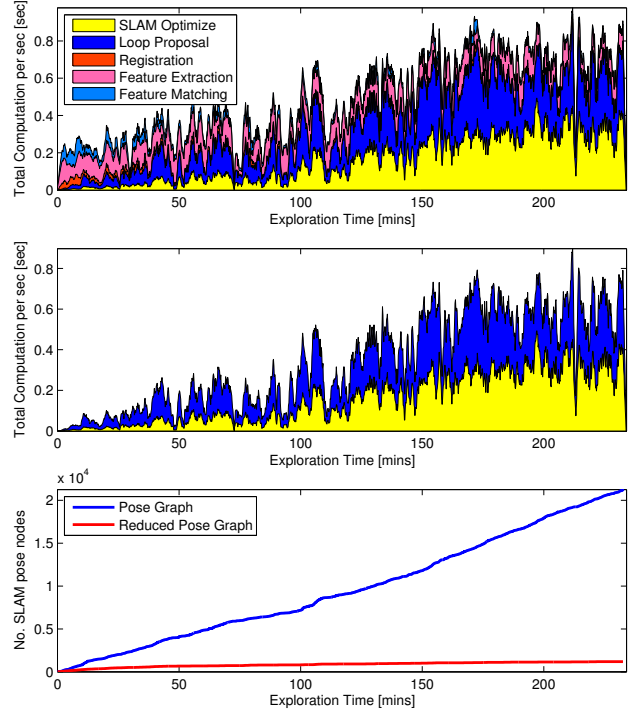 Total Computation per sec [sec]
0.8
0.6
0.4
0.2
0
SLAM Optimize
Loop Proposal
Registration
Feature Extraction
Feature Matching
0 50 100 150 200
Exploration Time [mins]
Total Computation per sec [sec]
0.8
0.6
0.4
0.2
0
0 50 100 150 200
Exploration Time [mins]
x 10^4
No. SLAM pose nodes
2
1.5
1
0.5
0
Pose Graph
Reduced Pose Graph
0 50 100 150 200
Exploration Time [mins]